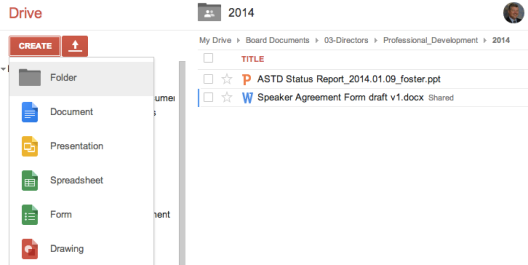 Drive
2014
CREATE
My Drive Board Documents 03-Directors Professional_Development 2014
TITLE
Folder
ASTD Status Report_2014.01.09_foster.ppt
Speaker Agreement Form draft v1.docx Shared
Document
Presentation
Spreadsheet
Form
Drawing